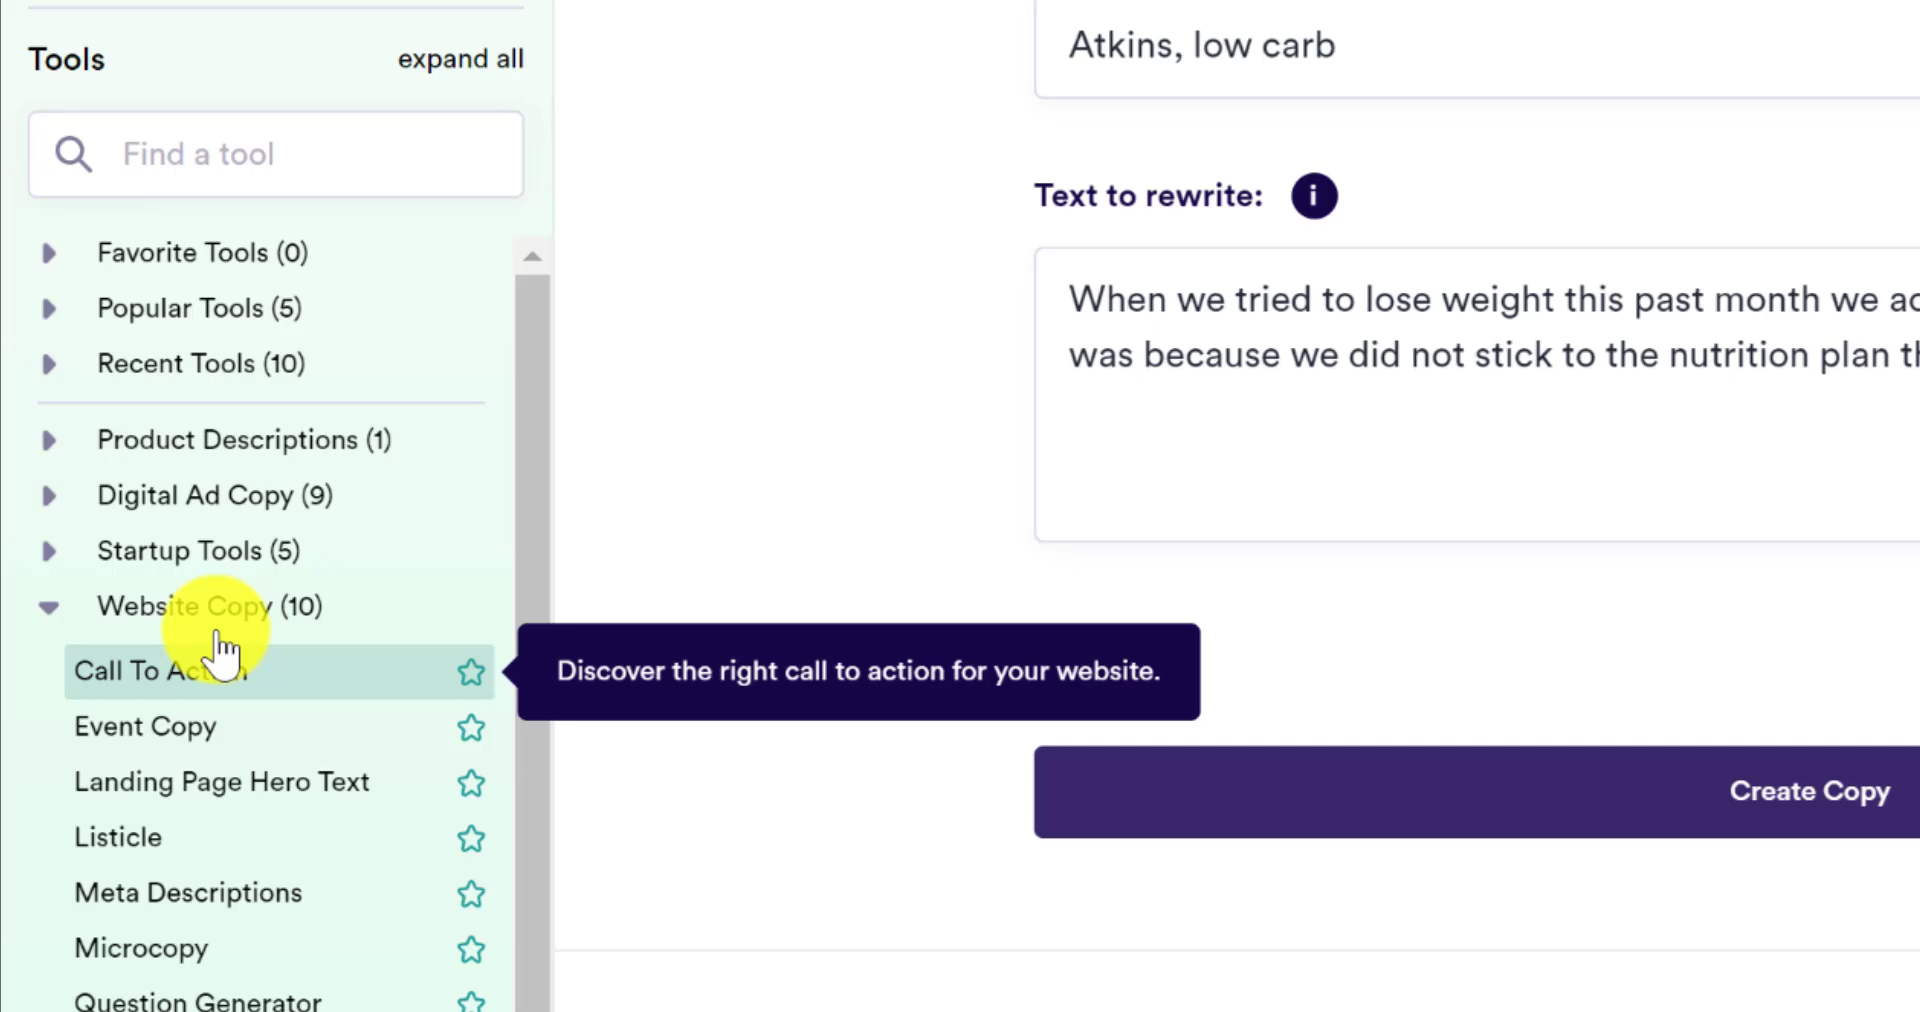 Tools
expand all
Find a tool
Favorite Tools (0)
Popular Tools (5)
Recent Tools (10)
Product Descriptions (1)
Digital Ad Copy (9)
Startup Tools (5)
Website Copy (10)
Call To Action
Event Copy
Landing Page Hero Text
Listicle
Meta Descriptions
Microcopy
Question Generator
Discover the right call to action for your website.
Atkins, low carb
Text to rewrite:
i
When we tried to lose weight this past month we
was because we did not stick to the nutrition plan
Create Copy